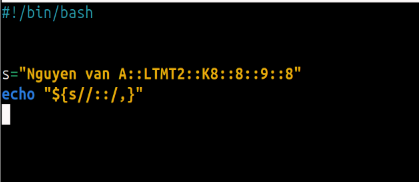 #!/bin/bash
s="Nguyen van A::LTMT2::K8::8::9::8"
echo "${s//::/,}"